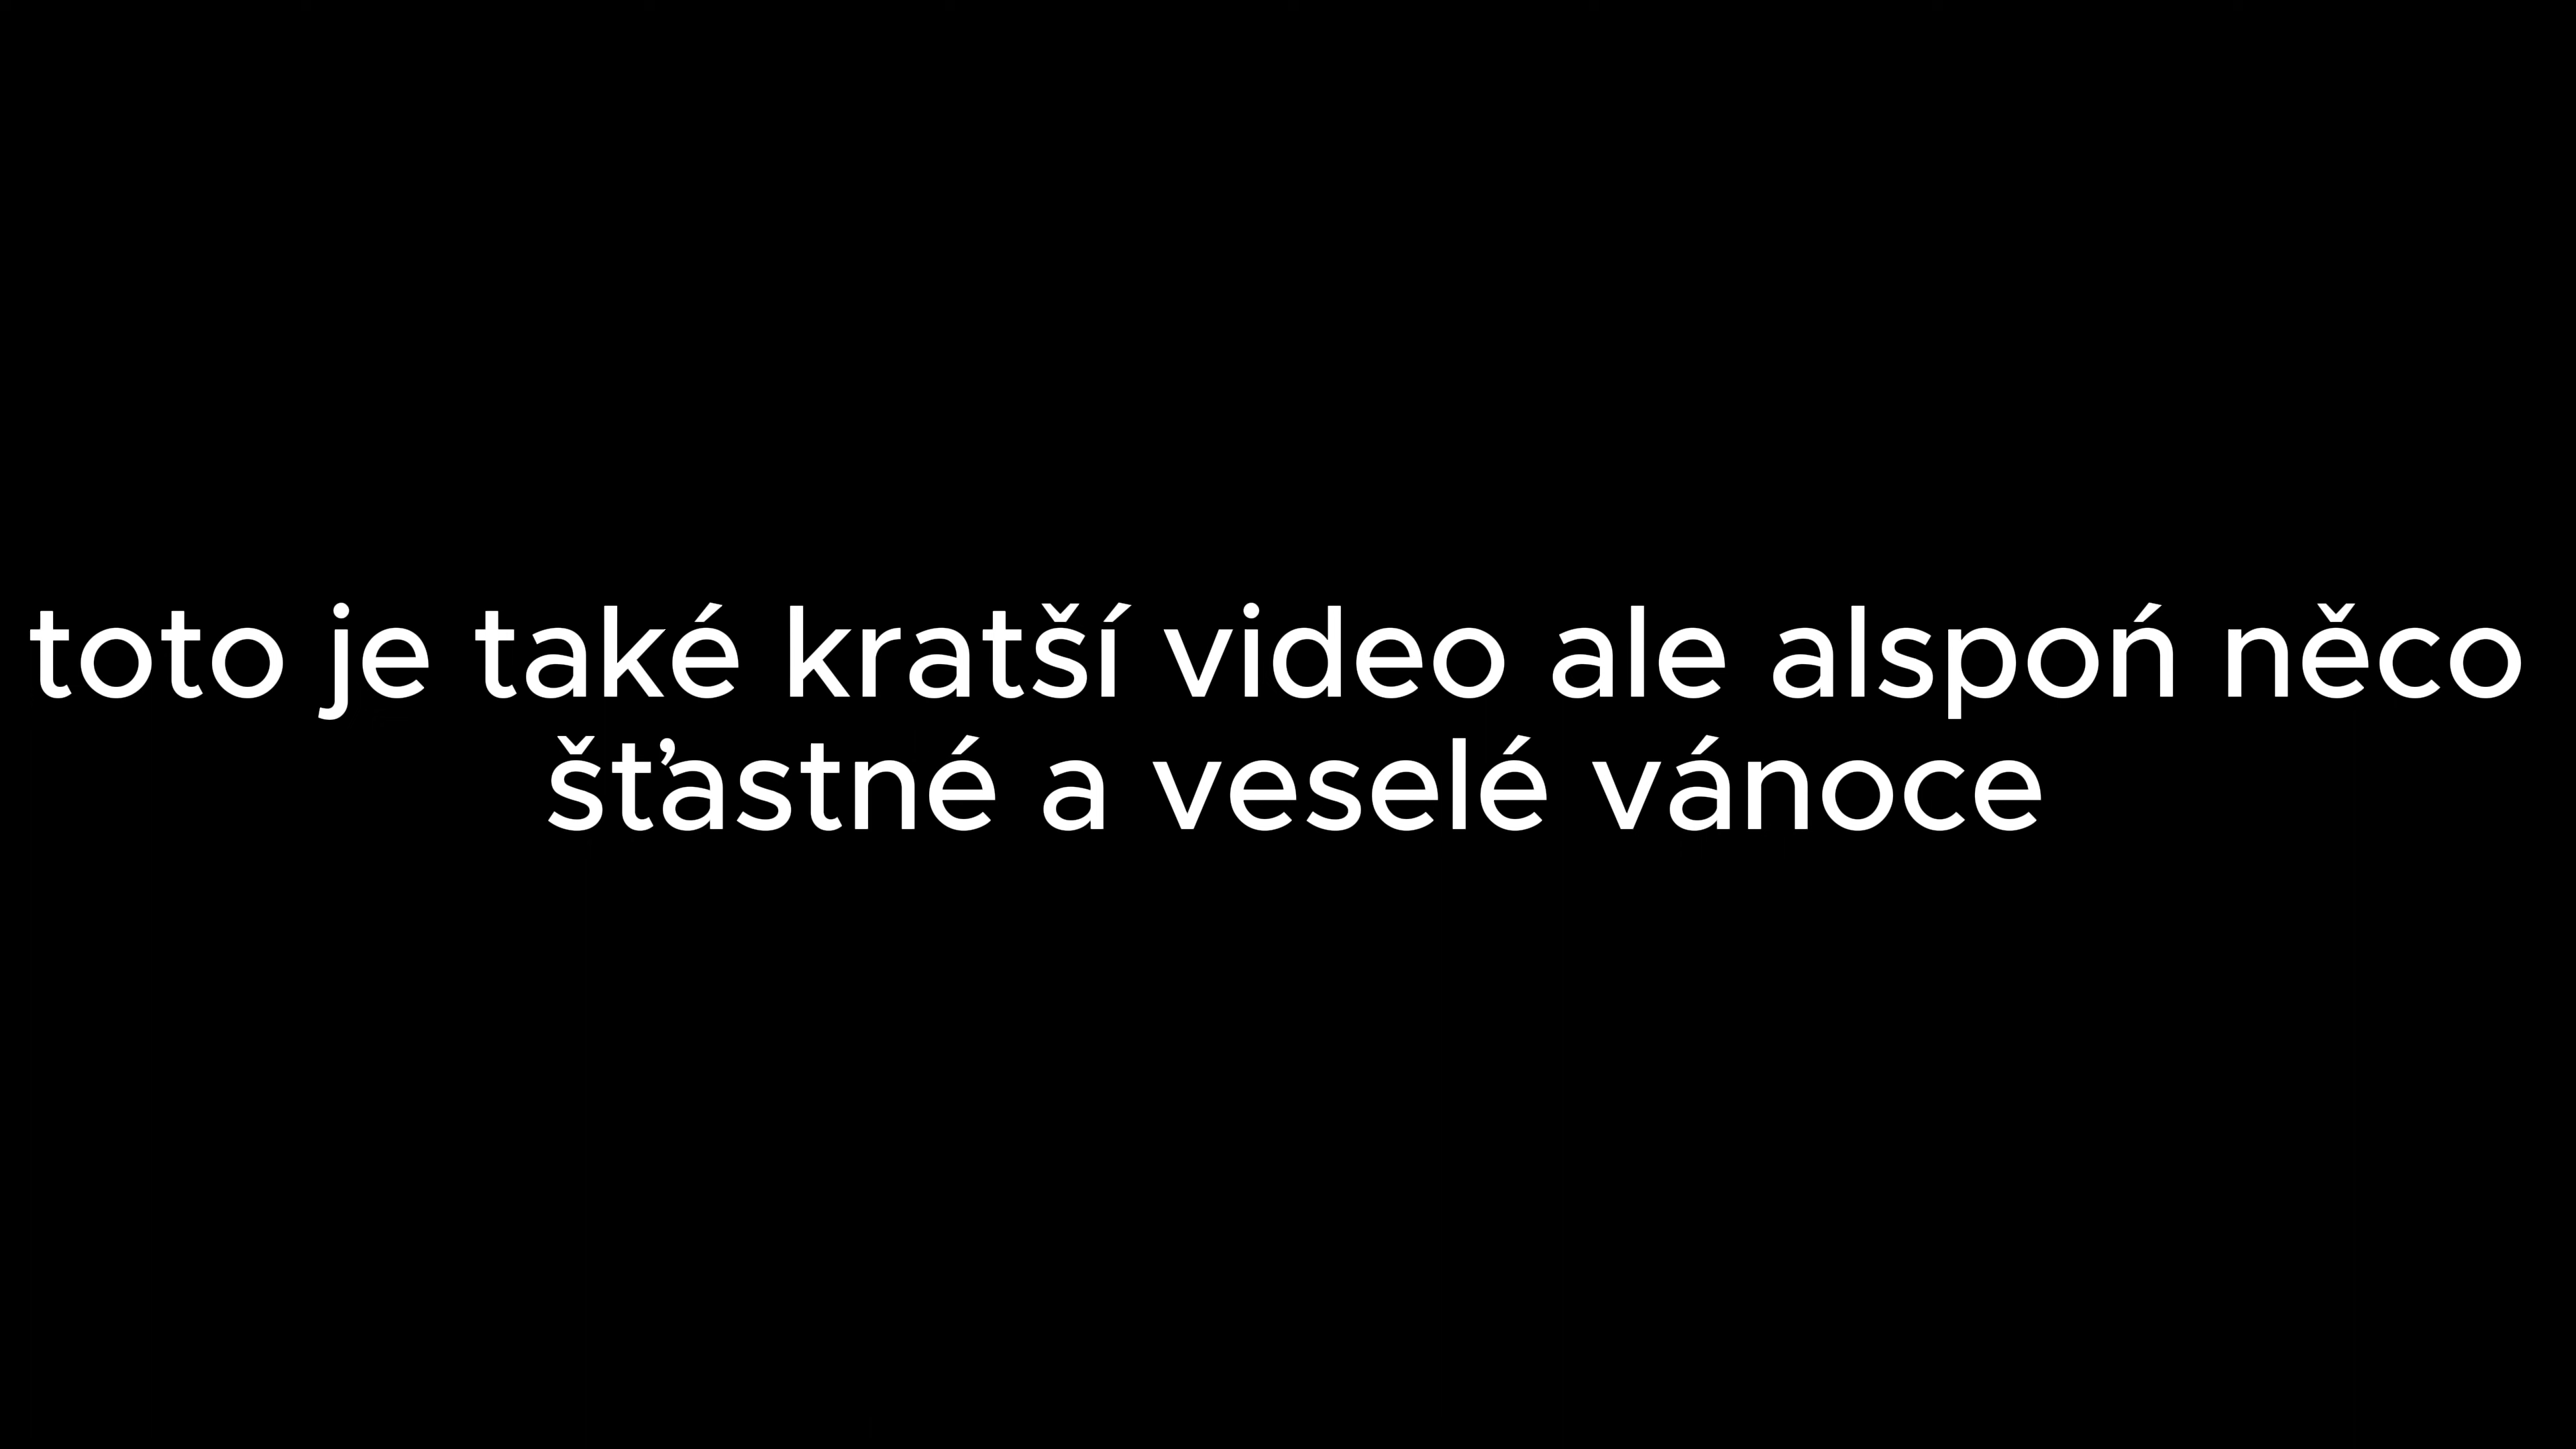 toto je také kratší video ale alspoń něco
šťastné a veselé vánoce